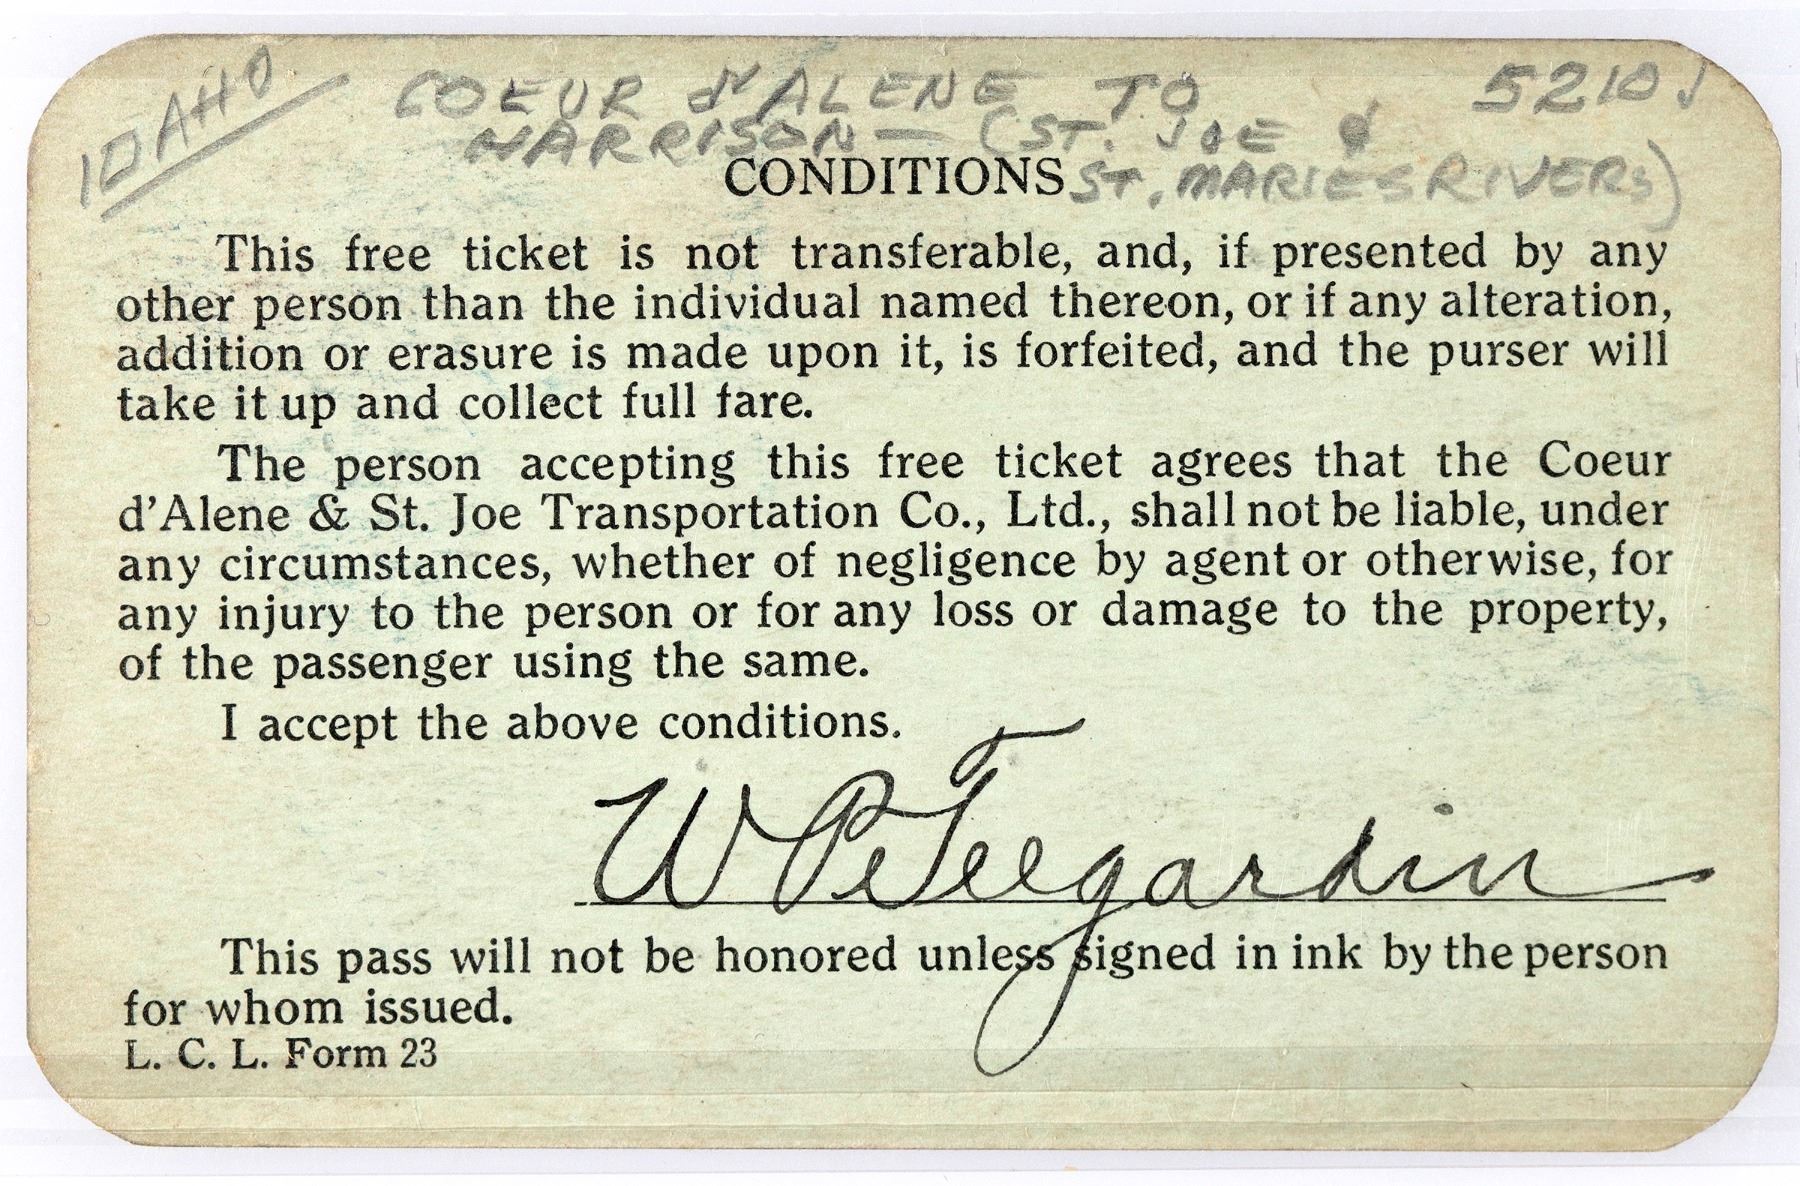 IDAHO
COEUR d'ALENE TO
HARRISON — (ST. JOE &
ST. MARIES RIVERS)
5210
CONDITIONS
This free ticket is not transferable, and, if presented by any
other person than the individual named thereon, or if any alteration,
addition or erasure is made upon it, is forfeited, and the purser will
take it up and collect full fare.
The person accepting this free ticket agrees that the Coeur
d'Alene & St. Joe Transportation Co., Ltd., shall not be liable, under
any circumstances, whether of negligence by agent or otherwise, for
any injury to the person or for any loss or damage to the property,
of the passenger using the same.
I accept the above conditions.
W P Teegardin
This pass will not be honored unless signed in ink by the person
for whom issued.
L. C. L. Form 23